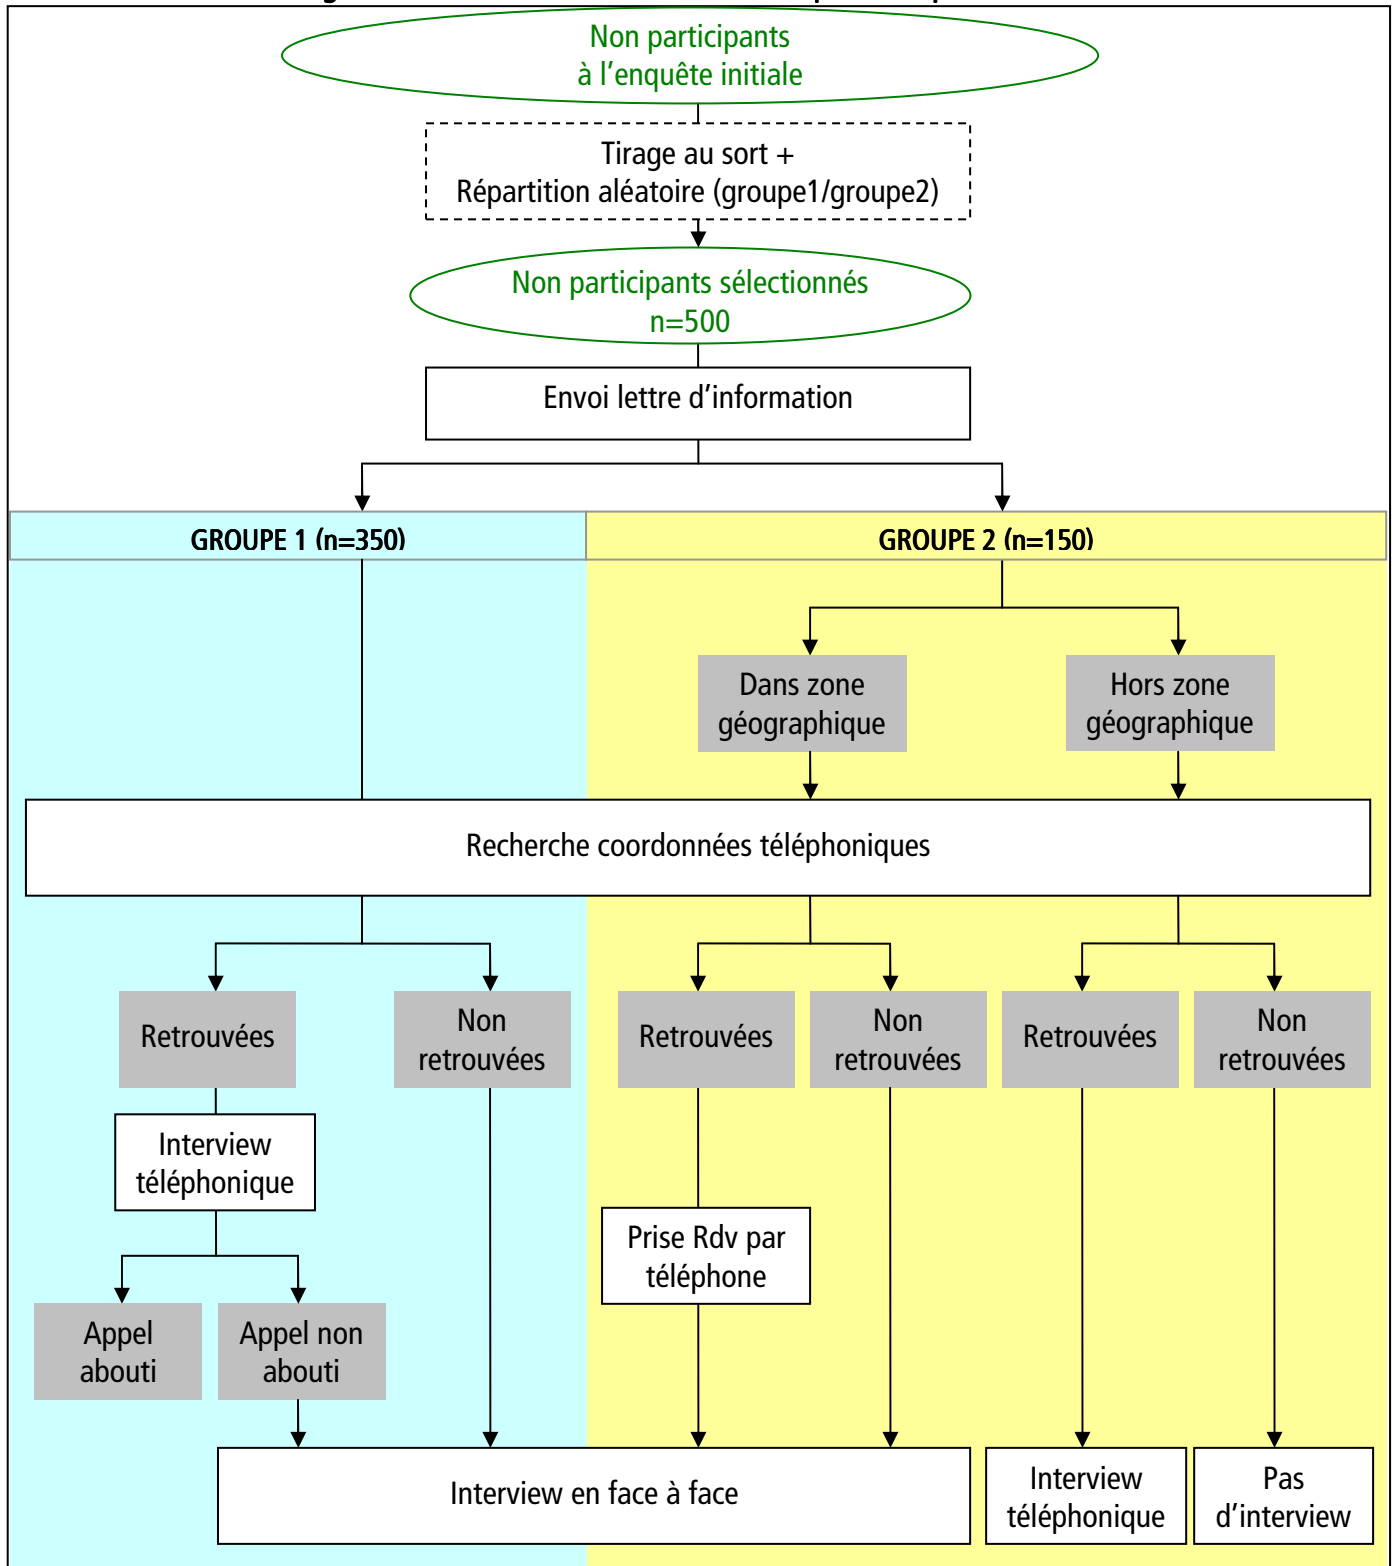 Non participants
à l’enquête initiale
Tirage au sort +
Répartition aléatoire (groupe1/groupe2)
Non participants sélectionnés
n=500
Envoi lettre d’information
GROUPE 1 (n=350)
GROUPE 2 (n=150)
Dans zone
géographique
Hors zone
géographique
Recherche coordonnées téléphoniques
Retrouvées
Non
retrouvées
Retrouvées
Non
retrouvées
Retrouvées
Non
retrouvées
Interview
téléphonique
Prise Rdv par
téléphone
Appel
abouti
Appel non
abouti
Interview en face à face
Interview
téléphonique
Pas
d’interview